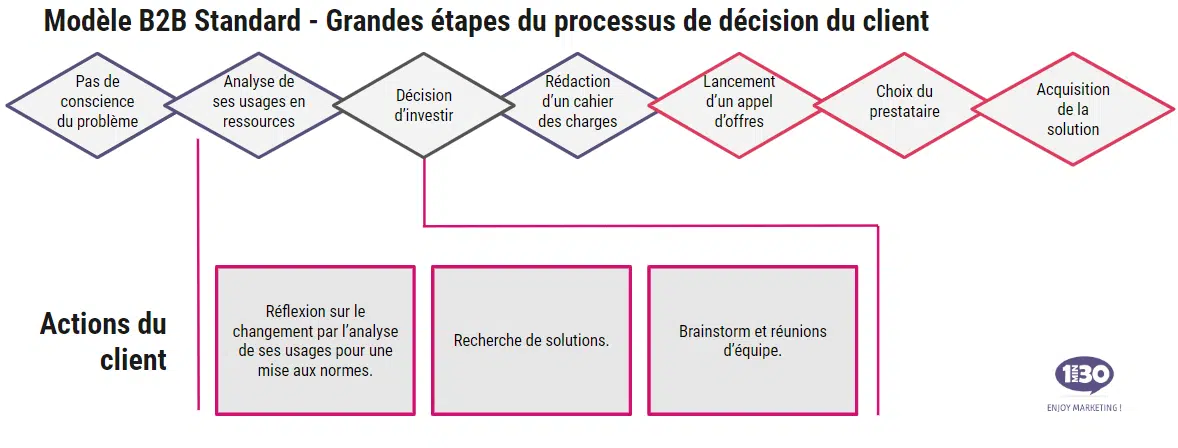 Modèle B2B Standard - Grandes étapes du processus de décision du client
Pas de
conscience
du problème
Analyse de
ses usages en
ressources
Décision
d'investir
Rédaction
d'un cahier
des charges
Lancement
d'un appel
d'offres
Choix du
prestataire
Acquisition
de la
solution
Actions du
client
Réflexion sur le
changement par l'analyse
de ses usages pour une
mise aux normes.
Recherche de solutions.
Brainstorm et réunions
d'équipe.
1MIN30
ENJOY MARKETING !